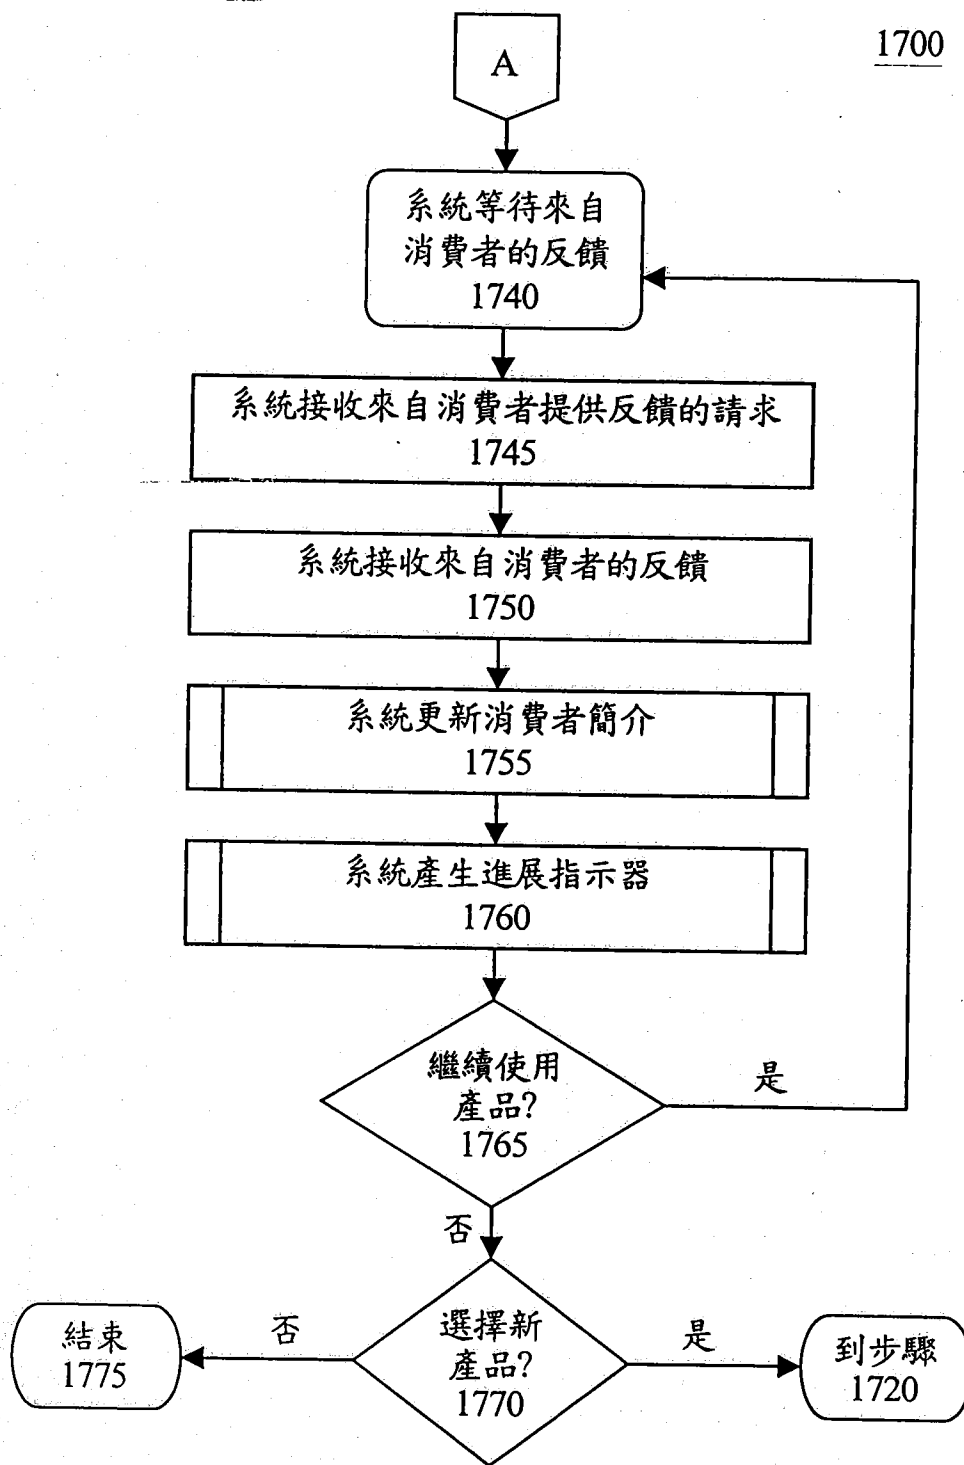 1700
A
系統等待來自
消費者的反饋
1740
系統接收來自消費者提供反饋的請求
1745
系統接收來自消費者的反饋
1750
系統更新消費者簡介
1755
系統產生進展指示器
1760
繼續使用
產品?
1765
是
否
選擇新
產品?
1770
否
結束
1775
是
到步驟
1720